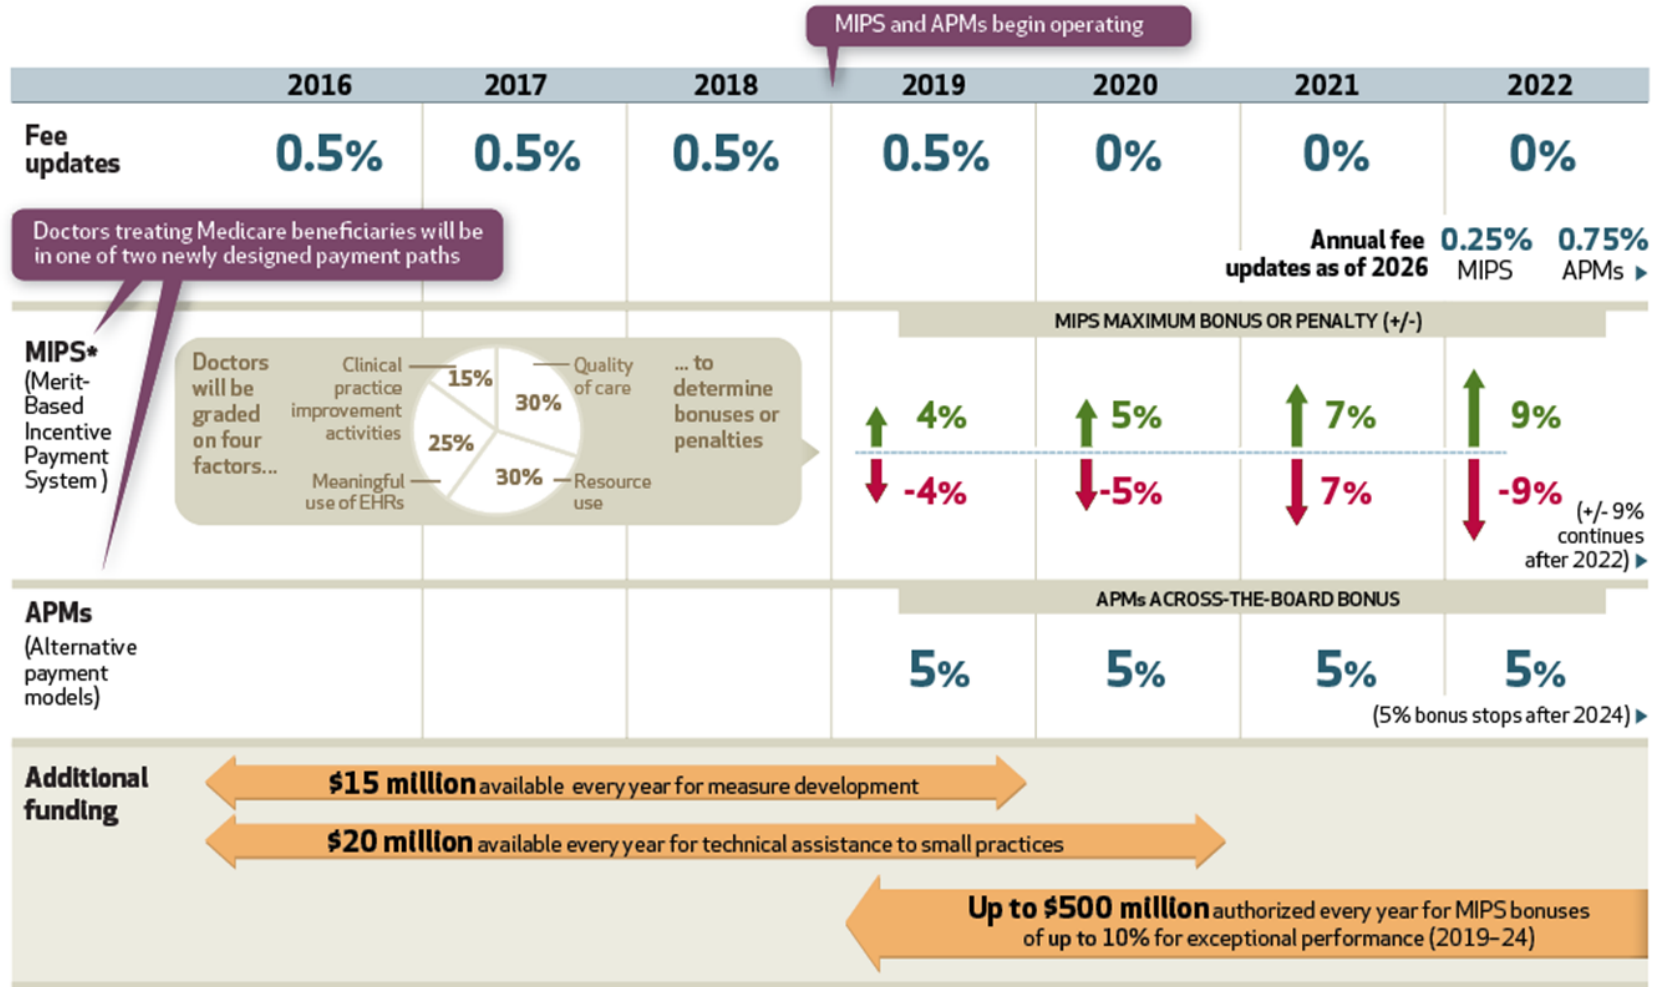 MIPS and APMs begin operating
2016 2017 2018 2019 2020 2021 2022
Fee
updates
0.5% 0.5% 0.5% 0.5% 0% 0% 0%
Doctors treating Medicare beneficiaries will be
in one of two newly designed payment paths
Annual fee
updates as of 2026
0.25%
MIPS
0.75%
APMs
MIPS MAXIMUM BONUS OR PENALTY (+/-)
MIPS*
(Merit-
Based
Incentive
Payment
System)
Doctors
will be
graded
on four
factors...
Clinical
practice
improvement
activities
15%
Quality
of care
30%
25%
Meaningful
use of EHRs
30%
Resource
use
... to
determine
bonuses or
penalties
4% 5% 7% 9%
-4% -5% 7% -9%
(+/- 9%
continues
after 2022)
APMs ACROSS-THE-BOARD BONUS
APMs
(Alternative
payment
models)
5% 5% 5% 5%
(5% bonus stops after 2024)
Additional
funding
$15 million available every year for measure development
$20 million available every year for technical assistance to small practices
Up to $500 million authorized every year for MIPS bonuses
of up to 10% for exceptional performance (2019–24)